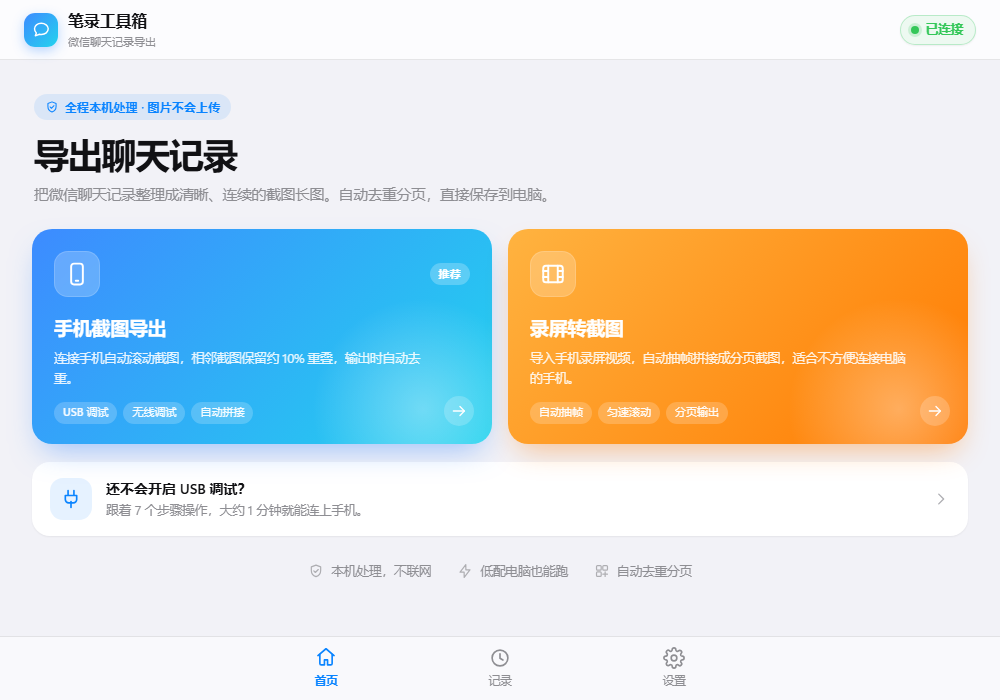 笔录工具箱
微信聊天记录导出
已连接
全程本机处理 · 图片不会上传
导出聊天记录
把微信聊天记录整理成清晰、连续的截图长图。自动去重分页，直接保存到电脑。
推荐
手机截图导出
连接手机自动滚动截图，相邻截图保留约 10% 重叠，输出时自动去
重。
USB 调试
无线调试
自动拼接
录屏转截图
导入手机录屏视频，自动抽帧拼接成分页截图，适合不方便连接电脑
的手机。
自动抽帧
匀速滚动
分页输出
还不会开启 USB 调试？
跟着 7 个步骤操作，大约 1 分钟就能连上手机。
本机处理，不联网
低配电脑也能跑
自动去重分页
首页
记录
设置